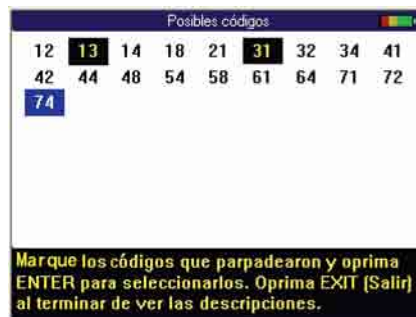 Posibles códigos
12 13 14 18 21 31 32 34 41
42 44 48 54 58 61 64 71 72
74
Marque los códigos que parpadearon y oprima
ENTER para seleccionarlos. Oprima EXIT (Salir)
al terminar de ver las descripciones.